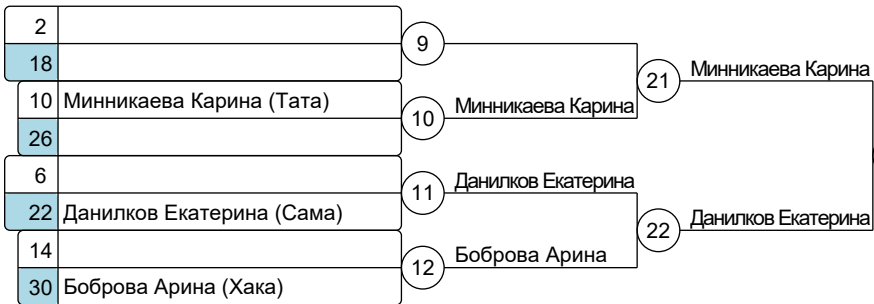 2
18
9
10 Минникаева Карина (Тата)
26
10
Минникаева Карина
21
Минникаева Карина
6
22 Данилков Екатерина (Сама)
11
Данилков Екатерина
14
30 Боброва Арина (Хака)
12
Боброва Арина
22
Данилков Екатерина